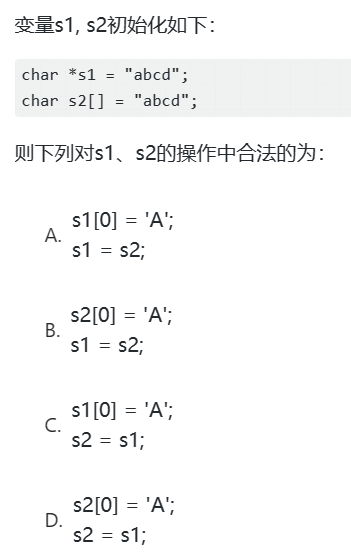 变量s1, s2初始化如下：
char *s1 = "abcd";
char s2[] = "abcd";
则下列对s1、s2的操作中合法的为：
A.
s1[0] = 'A';
s1 = s2;
B.
s2[0] = 'A';
s1 = s2;
C.
s1[0] = 'A';
s2 = s1;
D.
s2[0] = 'A';
s2 = s1;